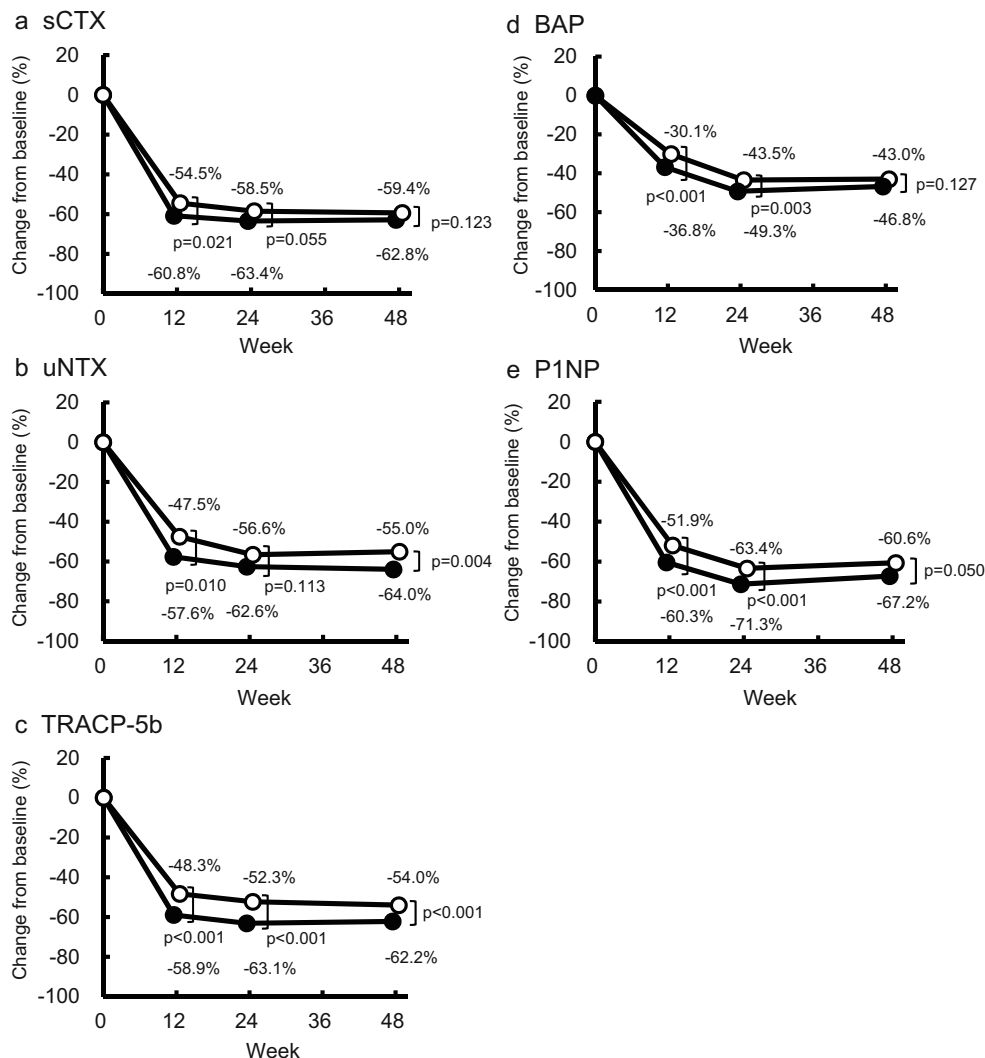 a sCTX
Change from baseline (%)
20
0
-20
-40
-60
-80
-100
-54.5%
-58.5%
-59.4%
p=0.021
p=0.055
p=0.123
-60.8%
-63.4%
-62.8%
0 12 24 36 48
Week
b uNTX
Change from baseline (%)
20
0
-20
-40
-60
-80
-100
-47.5%
-56.6%
-55.0%
p=0.010
p=0.113
p=0.004
-57.6%
-62.6%
-64.0%
0 12 24 36 48
Week
c TRACP-5b
Change from baseline (%)
20
0
-20
-40
-60
-80
-100
-48.3%
-52.3%
-54.0%
p<0.001
p<0.001
p<0.001
-58.9%
-63.1%
-62.2%
0 12 24 36 48
Week
d BAP
Change from baseline (%)
20
0
-20
-40
-60
-80
-100
-30.1%
-43.5%
-43.0%
p<0.001
p=0.003
p=0.127
-36.8%
-49.3%
-46.8%
0 12 24 36 48
Week
e P1NP
Change from baseline (%)
20
0
-20
-40
-60
-80
-100
-51.9%
-63.4%
-60.6%
p<0.001
p<0.001
p=0.050
-60.3%
-71.3%
-67.2%
0 12 24 36 48
Week